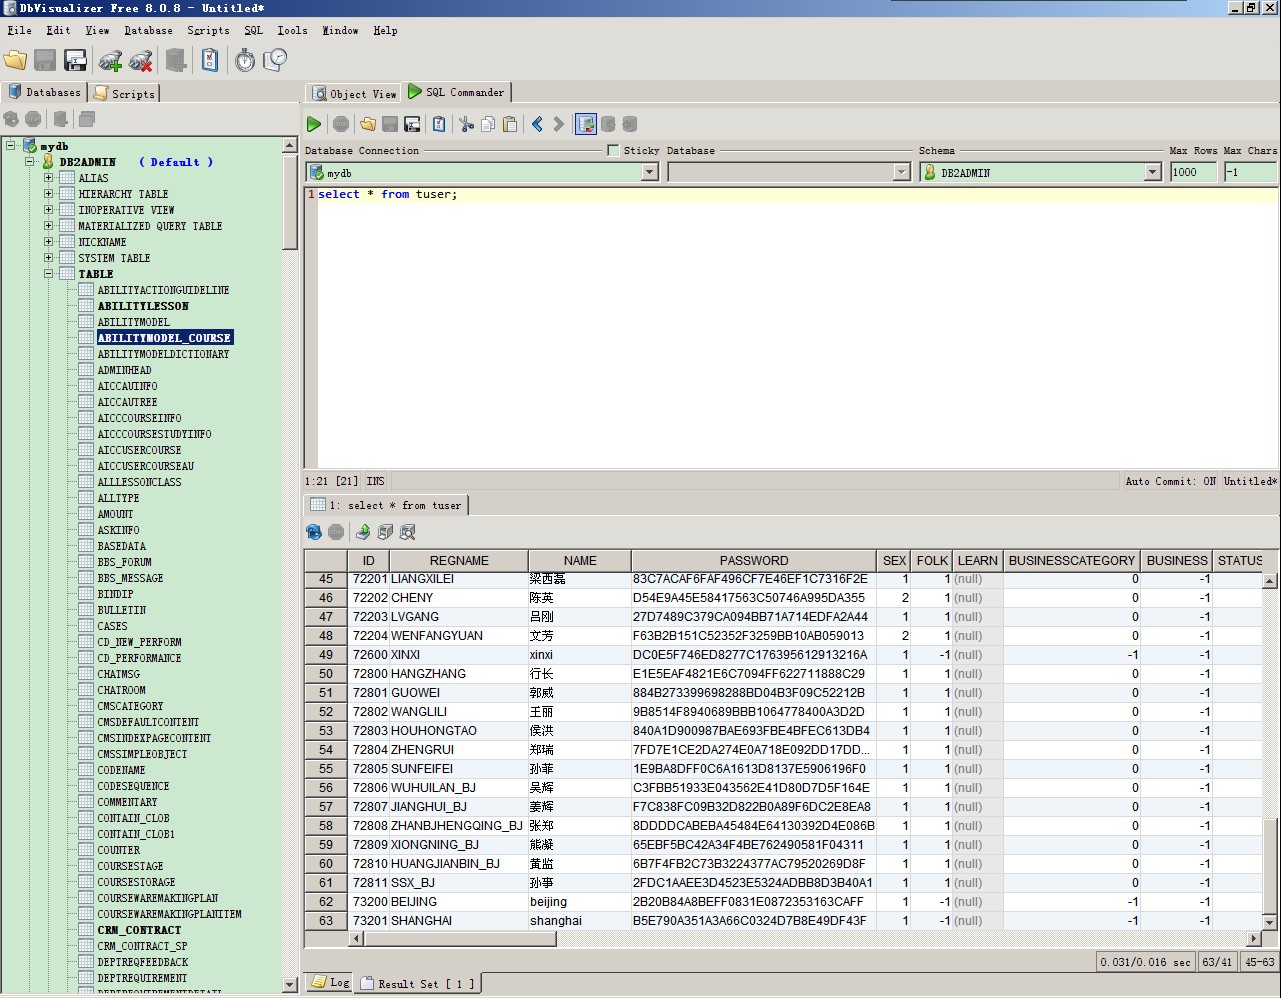 DbVisualizer Free 8.0.8 - Untitled*
File Edit View Database Scripts SQL Tools Window Help
Databases Scripts
Object View SQL Commander
Database Connection Sticky Database Schema Max Rows Max Chars
mydb DB2ADMIN 1000 -1
1 select * from tuser;
1:21 [21] INS Auto Commit: ON Untitled*
mydb
DB2ADMIN ( Default )
ALIAS
HIERARCHY TABLE
INOPERATIVE VIEW
MATERIALIZED QUERY TABLE
NICKNAME
SYSTEM TABLE
TABLE
ABILITYACTIONGUIDELINE
ABILITYLESSON
ABILITYMODEL
ABILITYMODEL_COURSE
ABILITYMODELDICTIONARY
ADMINHEAD
AICCAUINFO
AICCAUTREE
AICCCOURSEINFO
AICCCOURSESTUDYINFO
AICCUSERCOURSE
AICCUSERCOURSEAU
ALLLESSONCLASS
ALLTYPE
AMOUNT
ASKINFO
BASEDATA
BBS_FORUM
BBS_MESSAGE
BINDIP
BULLETIN
CASES
CD_NEW_PERFORM
CD_PERFORMANCE
CHATMSG
CHATROOM
CMSCATEGORY
CMSDEFAULTCONTENT
CMSINDEXPAGECONTENT
CMSSIMPLEOBJECT
CODENAME
CODESEQUENCE
COMMENTARY
CONTAIN_CLOB
CONTAIN_CLOB1
COUNTER
COURSESTAGE
COURSESTORAGE
COURSEWAREMAKINGPLAN
COURSEWAREMAKINGPLANITEM
CRM_CONTRACT
CRM_CONTRACT_SP
DEPTREQFEEDBACK
DEPTREQUIREMENT
DEPTREQUIREMENTDETAIL
1: select * from tuser
ID REGNAME NAME PASSWORD SEX FOLK LEARN BUSINESSCATEGORY BUSINESS STATUS
45 72201 LIANGXILEI 梁西磊 83C7ACAF6FAF496CF7E46EF1C7316F2E 1 1 (null) 0 -1
46 72202 CHENY 陈英 D54E9A45E58417563C50746A995DA355 2 1 (null) 0 -1
47 72203 LVGANG 吕刚 27D7489C379CA094BB71A714EDFA2A44 1 1 (null) 0 -1
48 72204 WENFANGYUAN 文芳 F63B2B151C52352F3259BB10AB059013 2 1 (null) 0 -1
49 72600 XINXI xinxi DC0E5F746ED8277C176395612913216A 1 -1 (null) -1 -1
50 72800 HANGZHANG 行长 E1E5EAF4821E6C7094FF622711888C29 1 1 (null) 0 -1
51 72801 GUOWEI 郭威 884B273399698288BD04B3F09C52212B 1 1 (null) 0 -1
52 72802 WANGLILI 王丽 9B8514F8940689BBB1064778400A3D2D 1 1 (null) 0 -1
53 72803 HOUHONGTAO 侯洪 840A1D900987BAE693FBE4BFEC613DB4 1 1 (null) 0 -1
54 72804 ZHENGRUI 郑瑞 7FD7E1CE2DA274E0A718E092DD17DD... 1 1 (null) 0 -1
55 72805 SUNFEIFEI 孙菲 1E9BA8DFF0C6A1613D8137E5906196F0 1 1 (null) 0 -1
56 72806 WUHUILAN_BJ 吴辉 C3FBB51933E043562E41D80D7D5F164E 1 1 (null) 0 -1
57 72807 JIANGHUI_BJ 姜辉 F7C838FC09B32D822B0A89F6DC2E8EA8 1 1 (null) 0 -1
58 72808 ZHANBJHENGQING_BJ 张郑 8DDDDCABEBA45484E64130392D4E086B 1 1 (null) 0 -1
59 72809 XIONGNING_BJ 熊凝 65EBF5BC42A34F4BE762490581F04311 1 1 (null) 0 -1
60 72810 HUANGJIANBIN_BJ 黄监 6B7F4FB2C73B3224377AC79520269D8F 1 1 (null) 0 -1
61 72811 SSX_BJ 孙事 2FDC1AAEE3D4523E5324ADBB8D3B40A1 1 1 (null) 0 -1
62 73200 BEIJING beijing 2B20B84A8BEFF0831E0872353163CAFF 1 -1 (null) -1 -1
63 73201 SHANGHAI shanghai B5E790A351A3A66C0324D7B8E49DF43F 1 -1 (null) -1 -1
0.031/0.016 sec 63/41 45-63
Log Result Set [ 1 ]